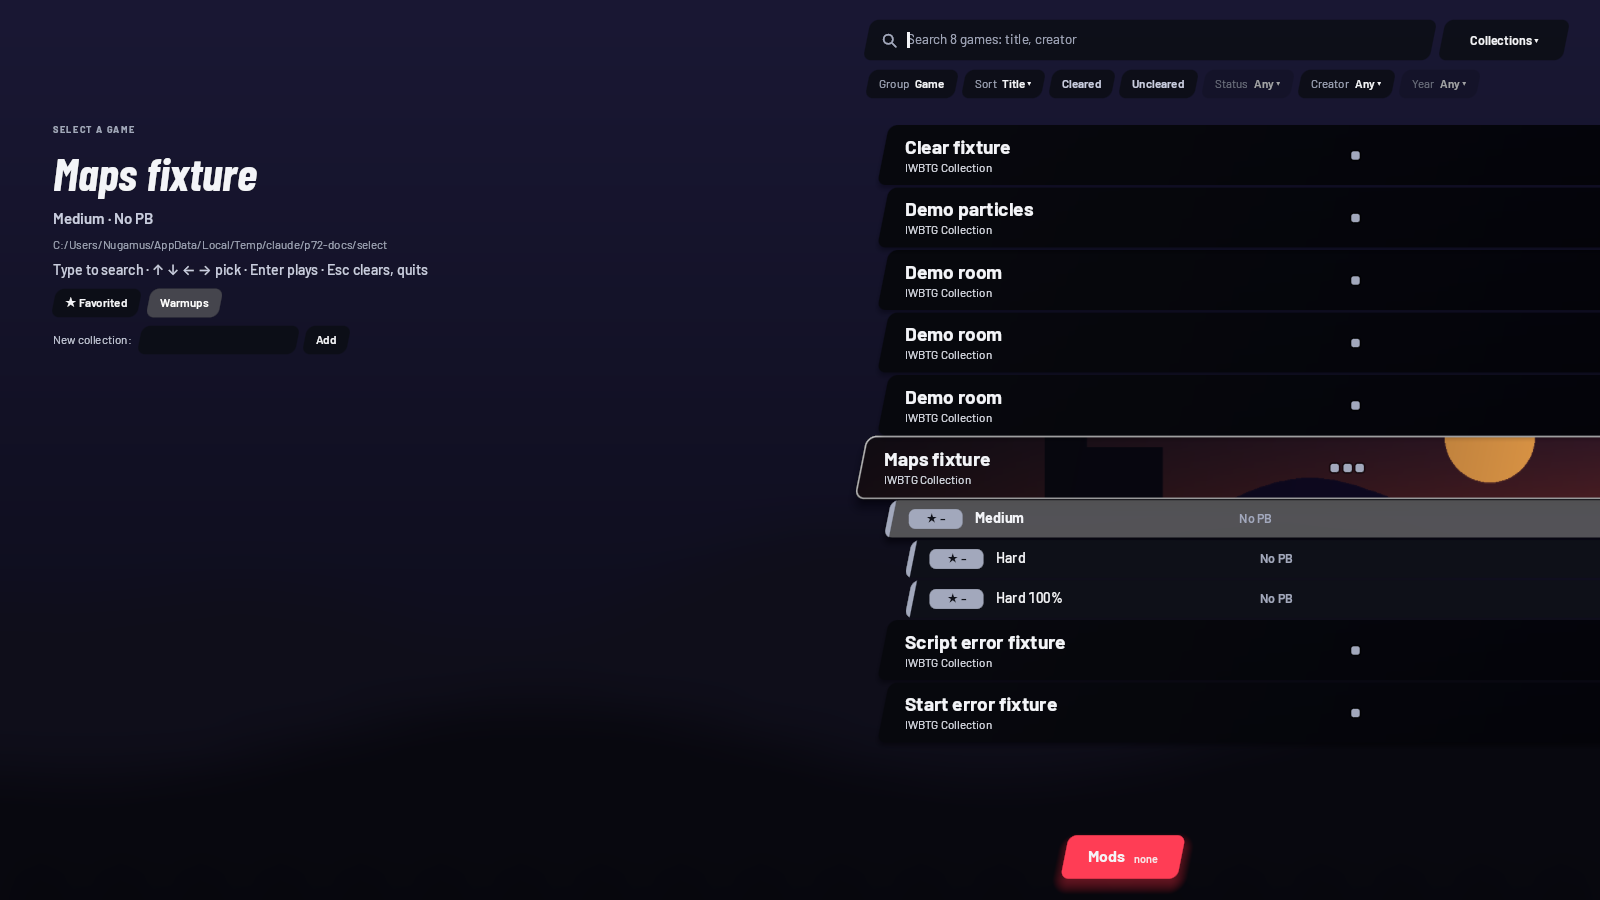 Search 8 games: title, creator
Collections ▾
Group Game
Sort Title ▾
Cleared
Uncleared
Status Any ▾
Creator Any ▾
Year Any ▾
SELECT A GAME
Maps fixture
Medium · No PB
C:/Users/Nugamus/AppData/Local/Temp/claude/p72-docs/select
Type to search · ↑ ↓ ← → pick · Enter plays · Esc clears, quits
★ Favorited
Warmups
New collection:
Add
Clear fixture
IWBTG Collection
Demo particles
IWBTG Collection
Demo room
IWBTG Collection
Demo room
IWBTG Collection
Demo room
IWBTG Collection
Maps fixture
IWBTG Collection
★ – Medium No PB
★ – Hard No PB
★ – Hard 100% No PB
Script error fixture
IWBTG Collection
Start error fixture
IWBTG Collection
Mods none